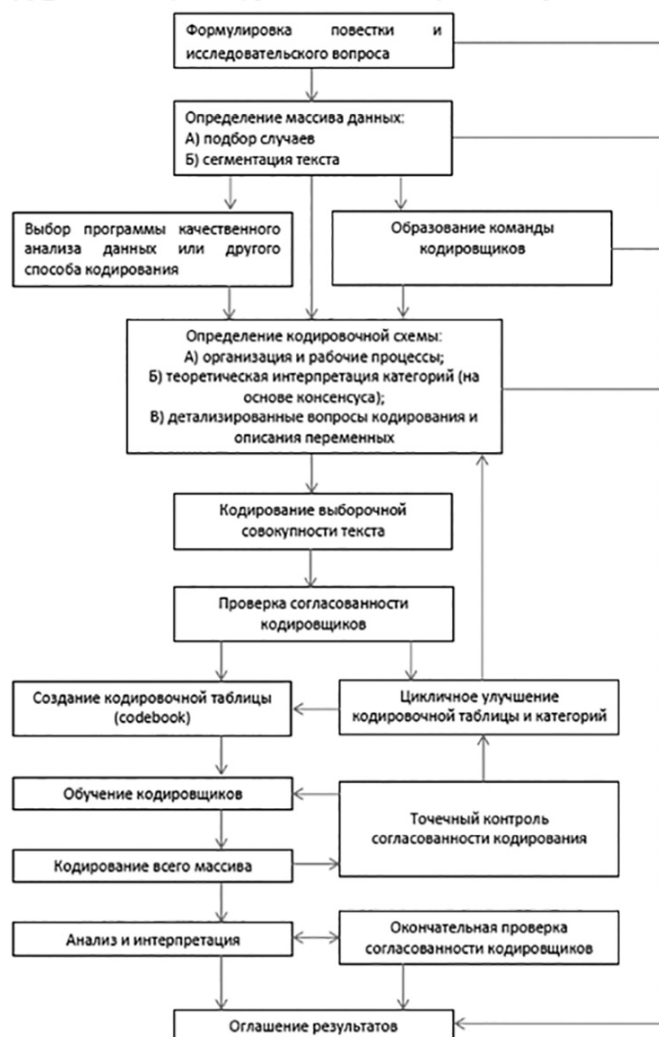 Формулировка повестки и
исследовательского вопроса
Определение массива данных:
А) подбор случаев
Б) сегментация текста
Выбор программы качественного
анализа данных или другого
способа кодирования
Образование команды
кодировщиков
Определение кодировочной схемы:
А) организация и рабочие процессы;
Б) теоретическая интерпретация категорий (на
основе консенсуса);
В) детализированные вопросы кодирования и
описания переменных
Кодирование выборочной
совокупности текста
Проверка согласованности
кодировщиков
Создание кодировочной таблицы
(codebook)
Цикличное улучшение
кодировочной таблицы и категорий
Обучение кодировщиков
Точечный контроль
согласованности кодирования
Кодирование всего массива
Анализ и интерпретация
Окончательная проверка
согласованности кодировщиков
Оглашение результатов